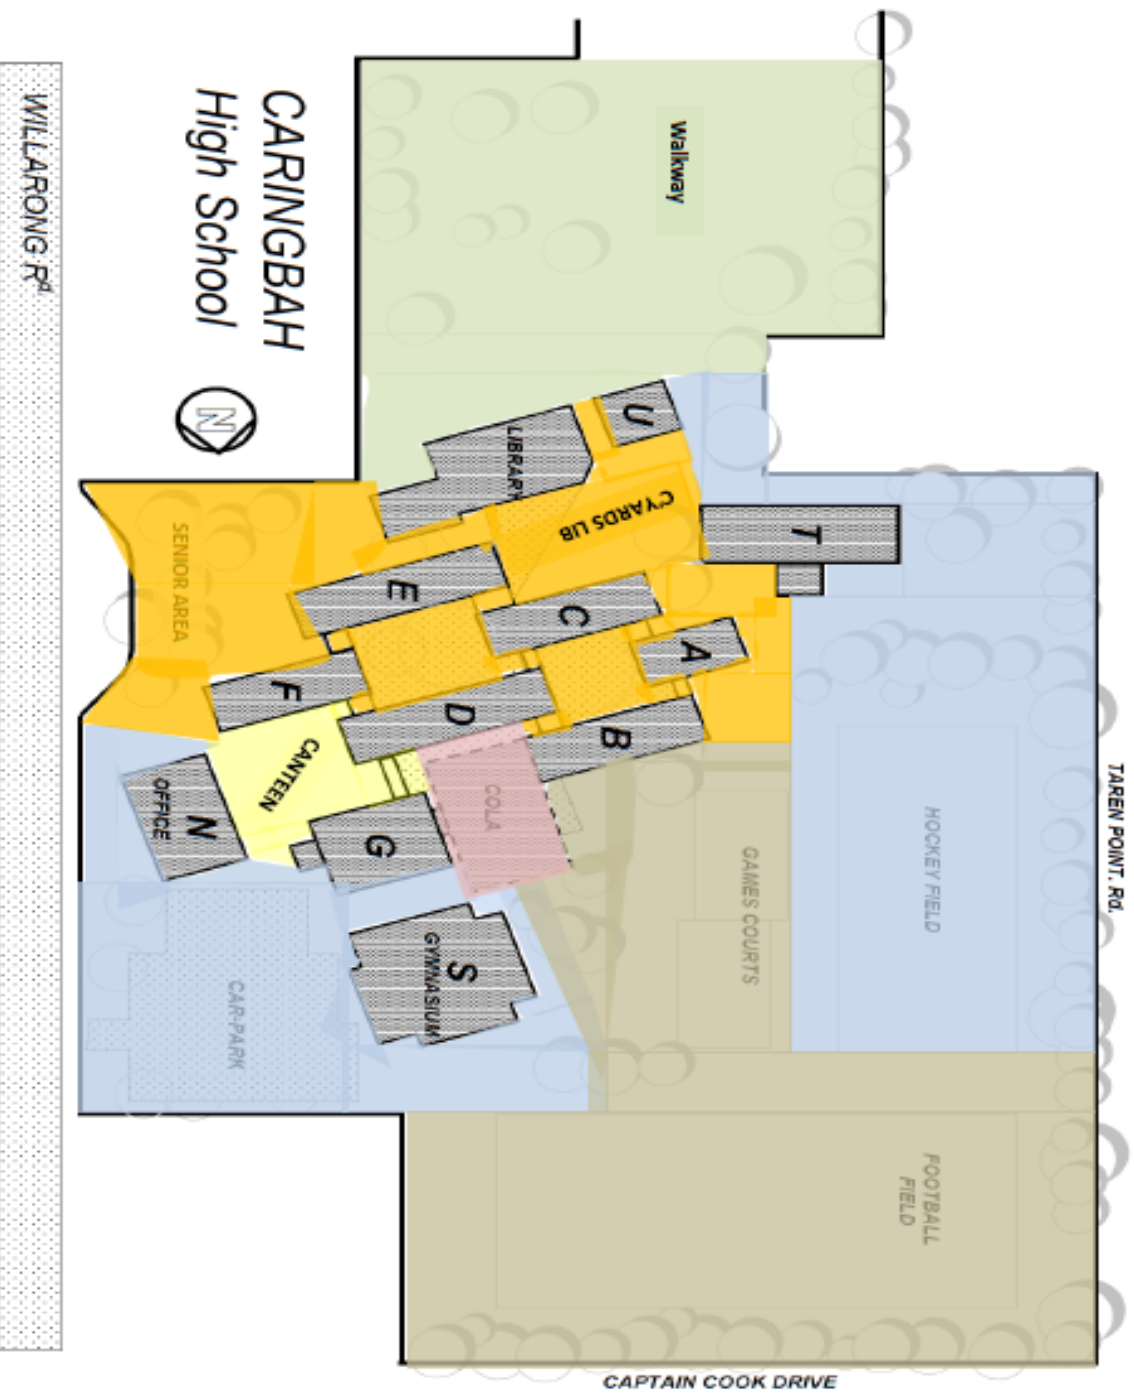 CARINGBAH
High School
N
WILLARONG Rd.
Walkway
U
LIBRARY
C'YARDS LIB
T
SENIOR AREA
E
C
A
F
D
B
CANTEEN
OFFICE
N
G
COLA
S
GYMNASIUM
CAR-PARK
GAMES COURTS
HOCKEY FIELD
TAREN POINT. Rd.
FOOTBALL
FIELD
CAPTAIN COOK DRIVE